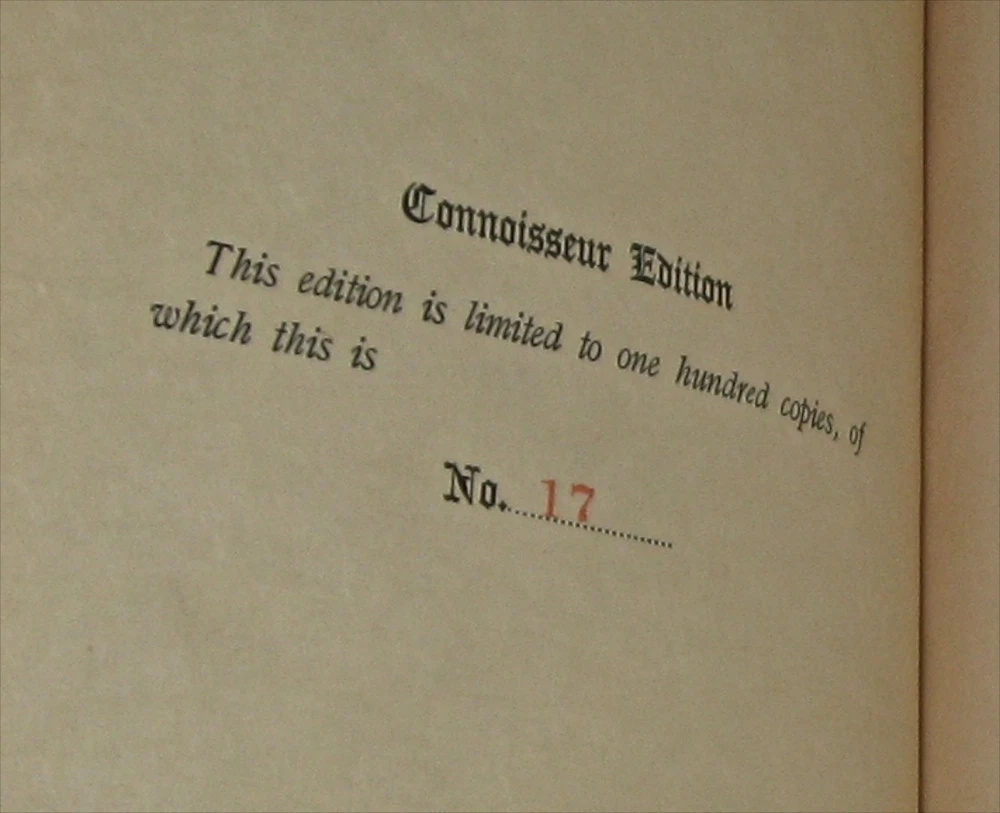 Connoisseur Edition
This edition is limited to one hundred copies, of
which this is
No. 17